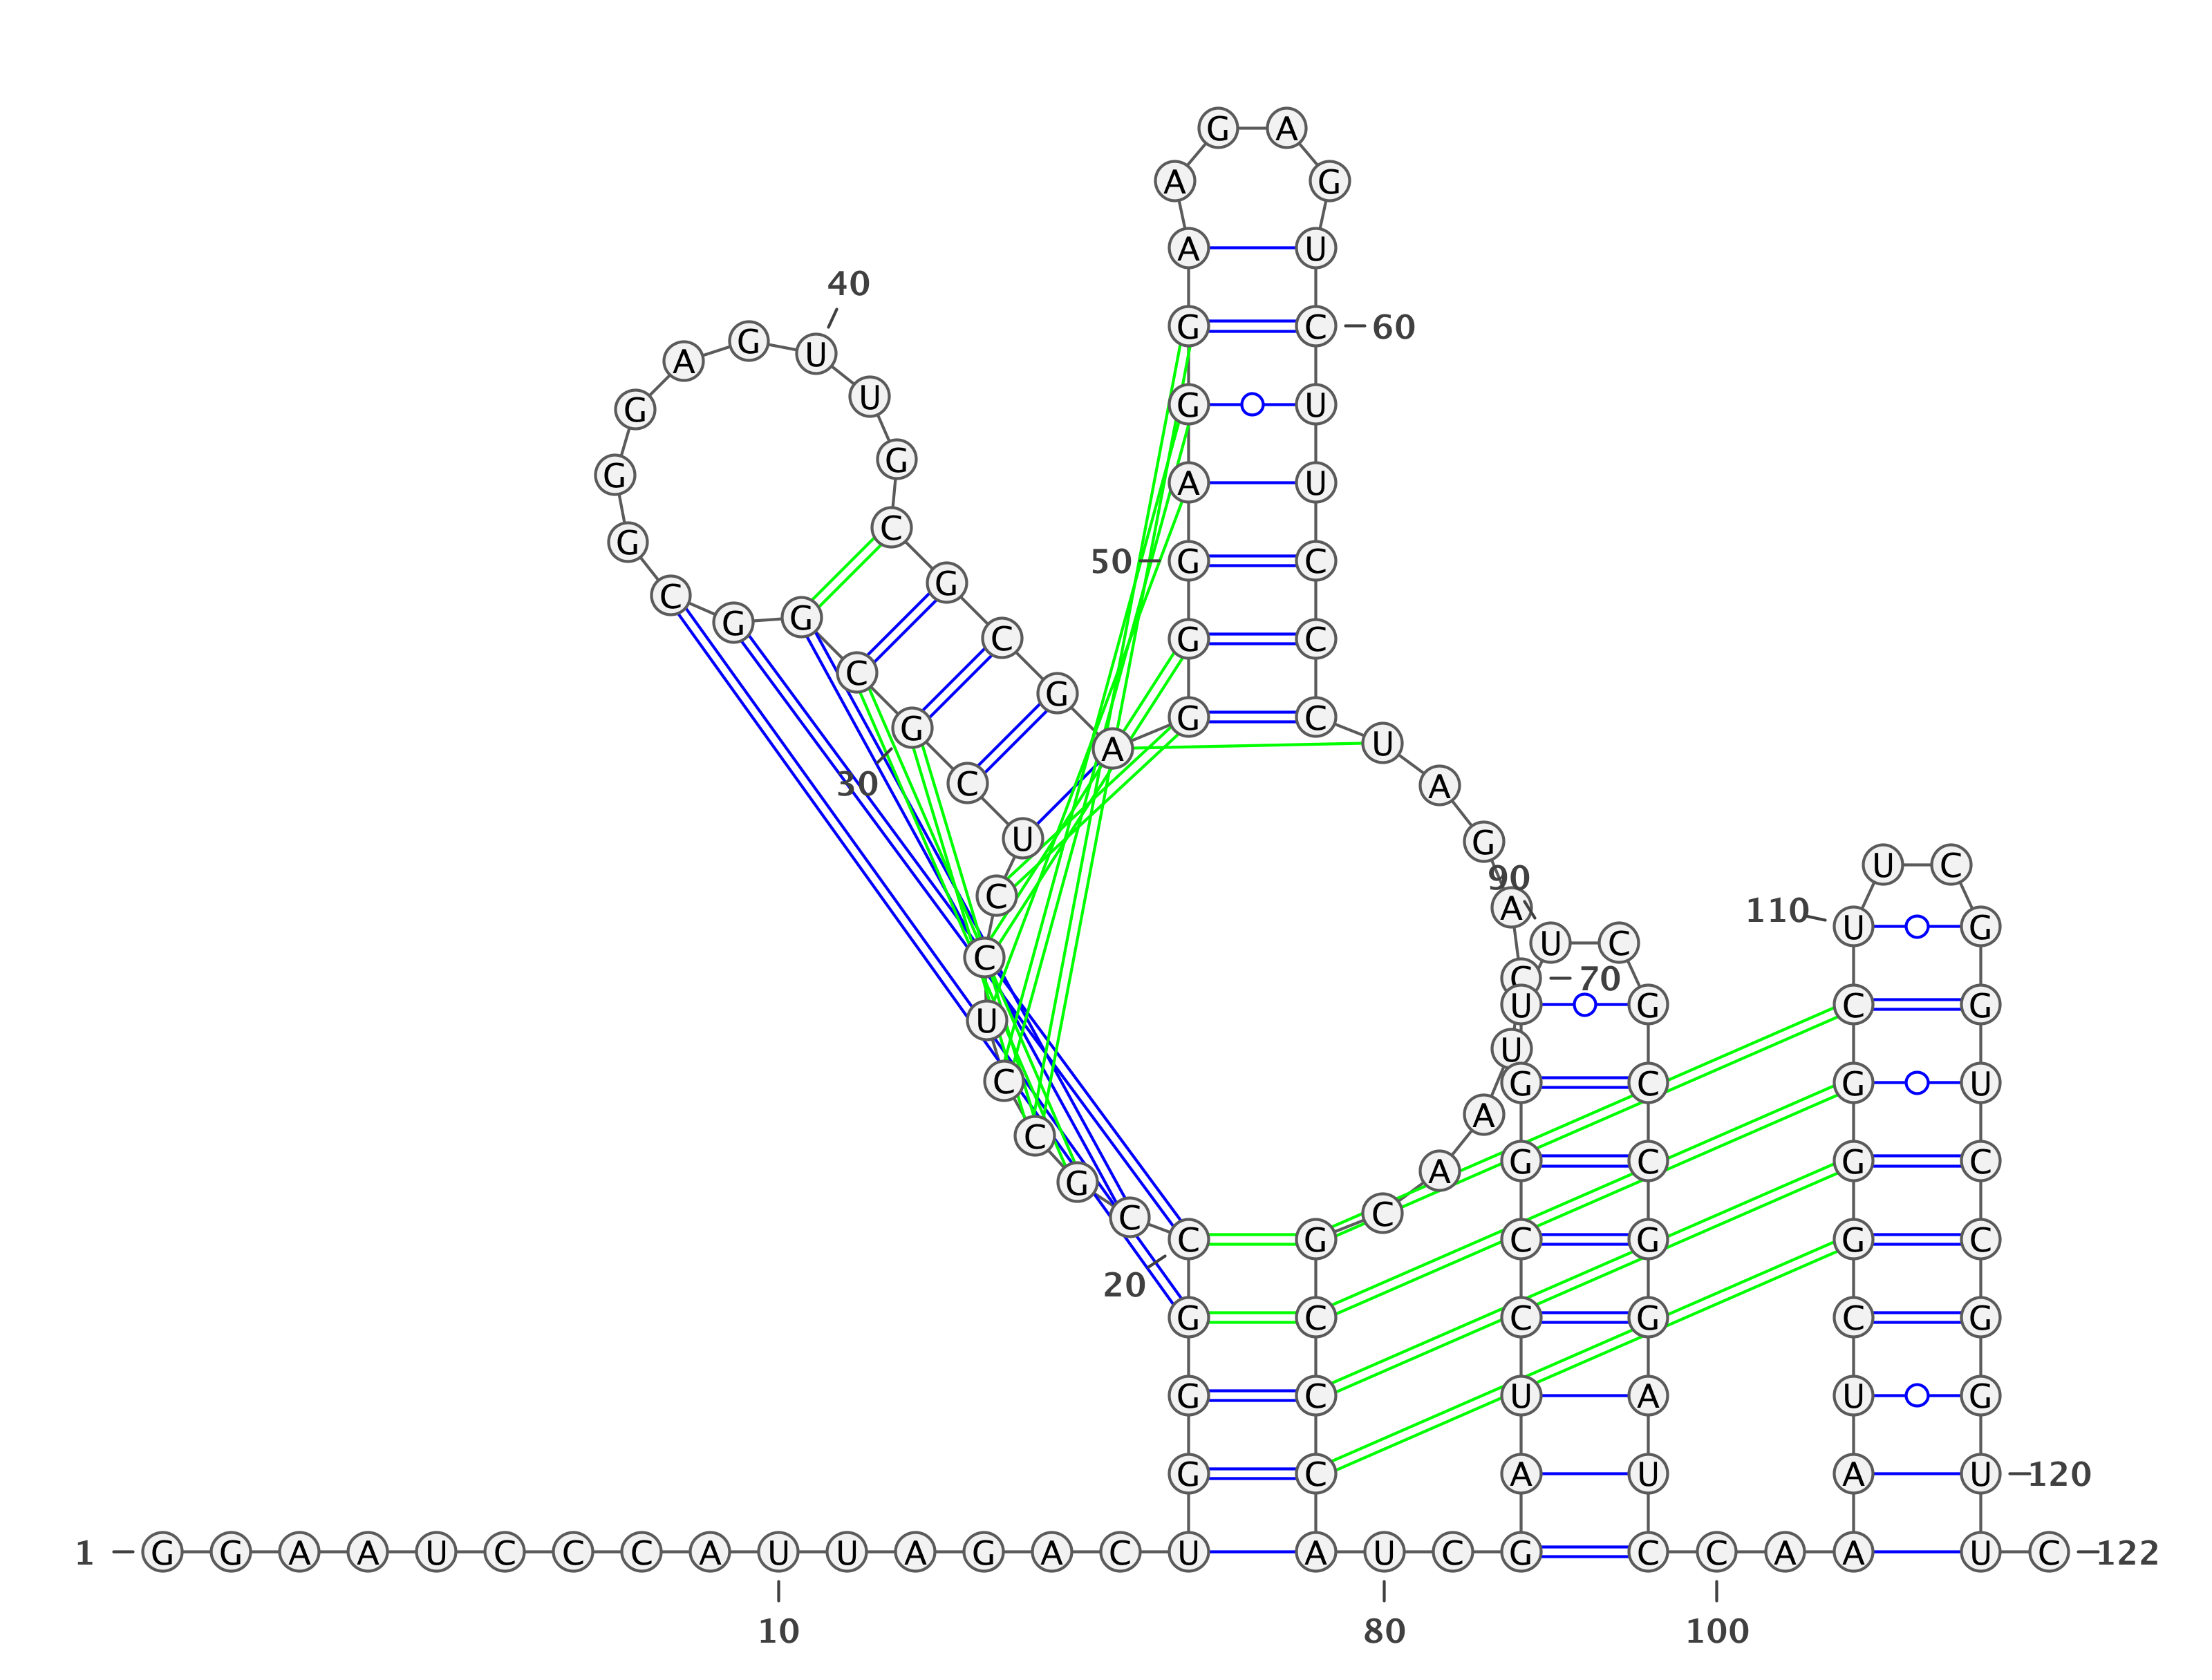 G A
A G
A U
40
G C 60
A G U
U
G G U
G
G A U
C
G
50 G C
G
C
G G
C G C
C
G
G G C
A U
30 C A
U G
U C
90
C A
110 U G
U C
C
C 70
U G C G
U
U
C G C G U
A
C
G C G C
A
G
C C
C G C G G C
20
G C C G C G
G C U A U G
G C A U A U 120
1 G G A A U C C C A U U A G A C U A U C G C C A A U C 122
10 80 100